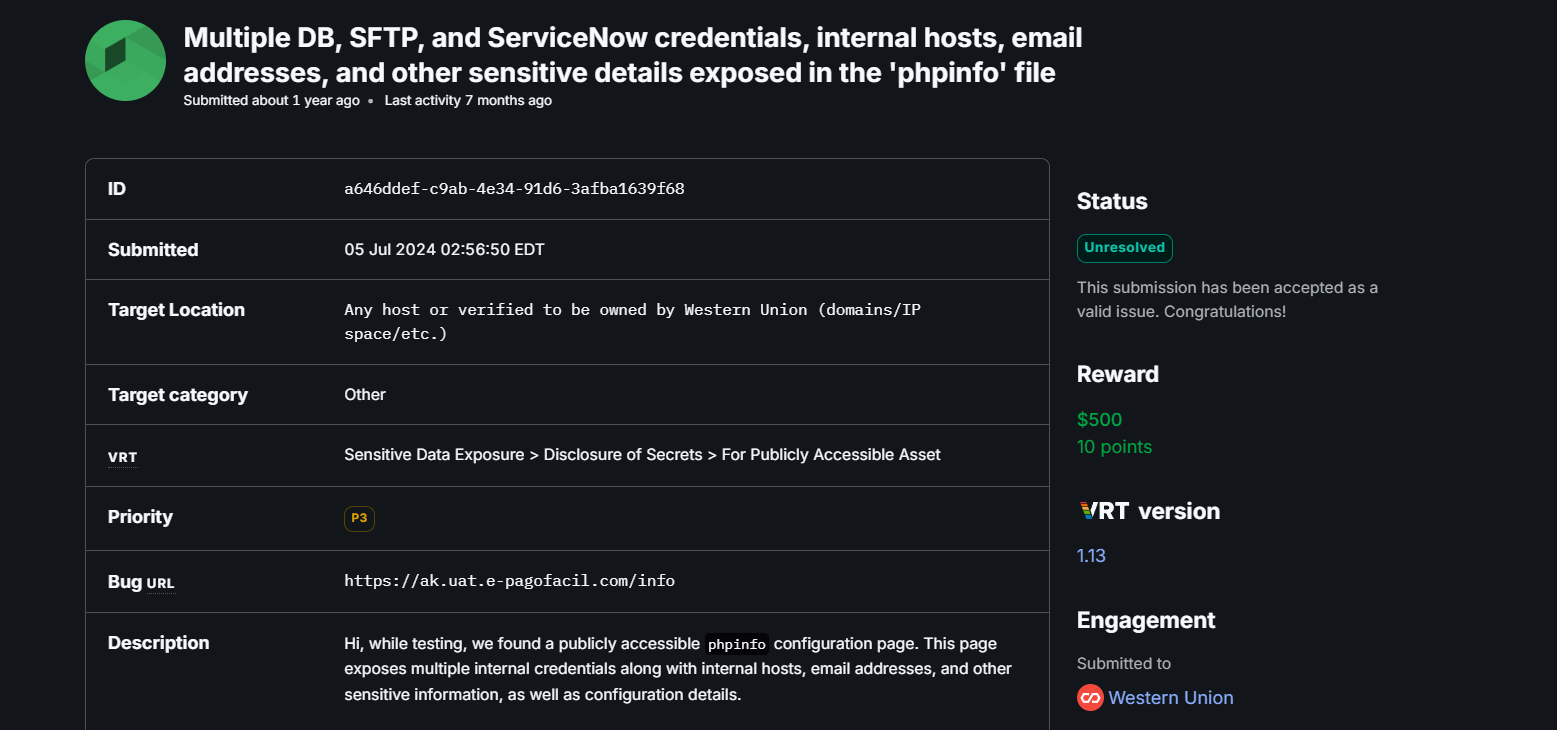 Multiple DB, SFTP, and ServiceNow credentials, internal hosts, email
addresses, and other sensitive details exposed in the 'phpinfo' file
Submitted about 1 year ago • Last activity 7 months ago
ID a646ddef-c9ab-4e34-91d6-3afba1639f68
Submitted 05 Jul 2024 02:56:50 EDT
Target Location Any host or verified to be owned by Western Union (domains/IP
space/etc.)
Target category Other
VRT Sensitive Data Exposure > Disclosure of Secrets > For Publicly Accessible Asset
Priority P3
Bug URL https://ak.uat.e-pagofacil.com/info
Description Hi, while testing, we found a publicly accessible phpinfo configuration page. This page
exposes multiple internal credentials along with internal hosts, email addresses, and other
sensitive information, as well as configuration details.
Status
Unresolved
This submission has been accepted as a
valid issue. Congratulations!
Reward
$500
10 points
VRT version
1.13
Engagement
Submitted to
Western Union